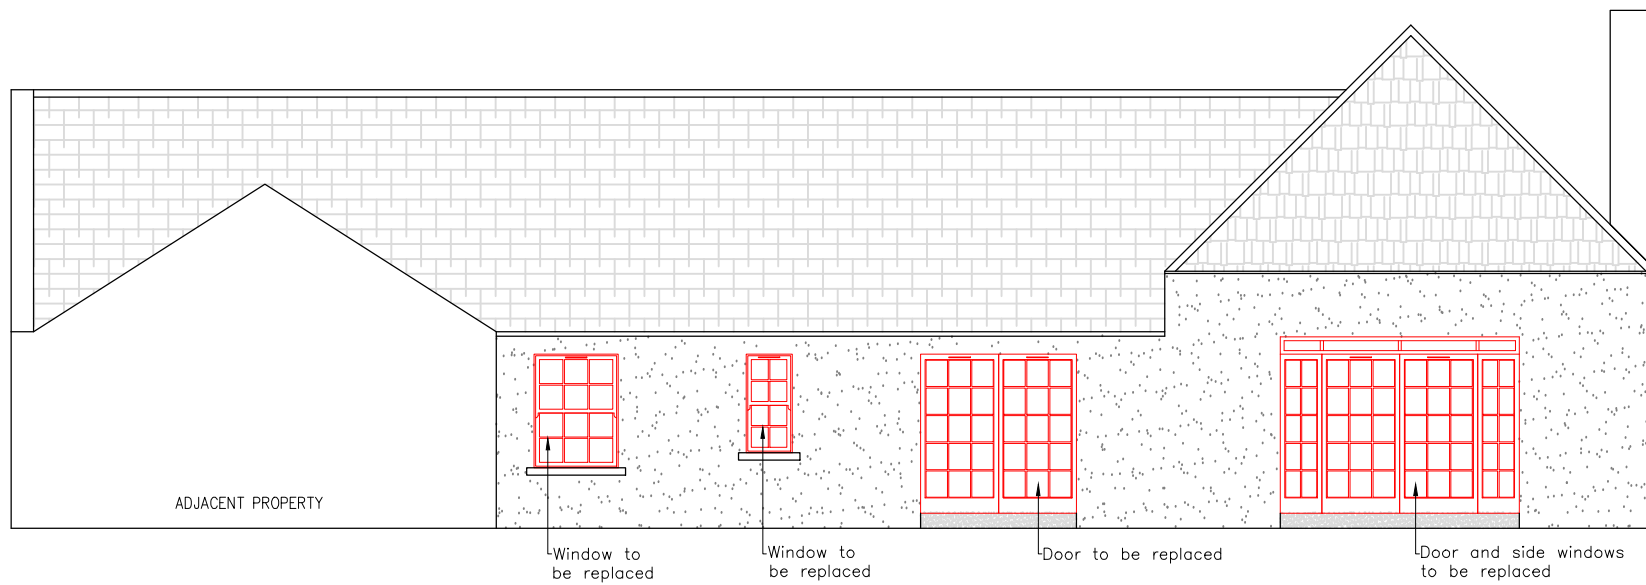 ADJACENT PROPERTY
Window to
be replaced
Window to
be replaced
Door to be replaced
Door and side windows
to be replaced